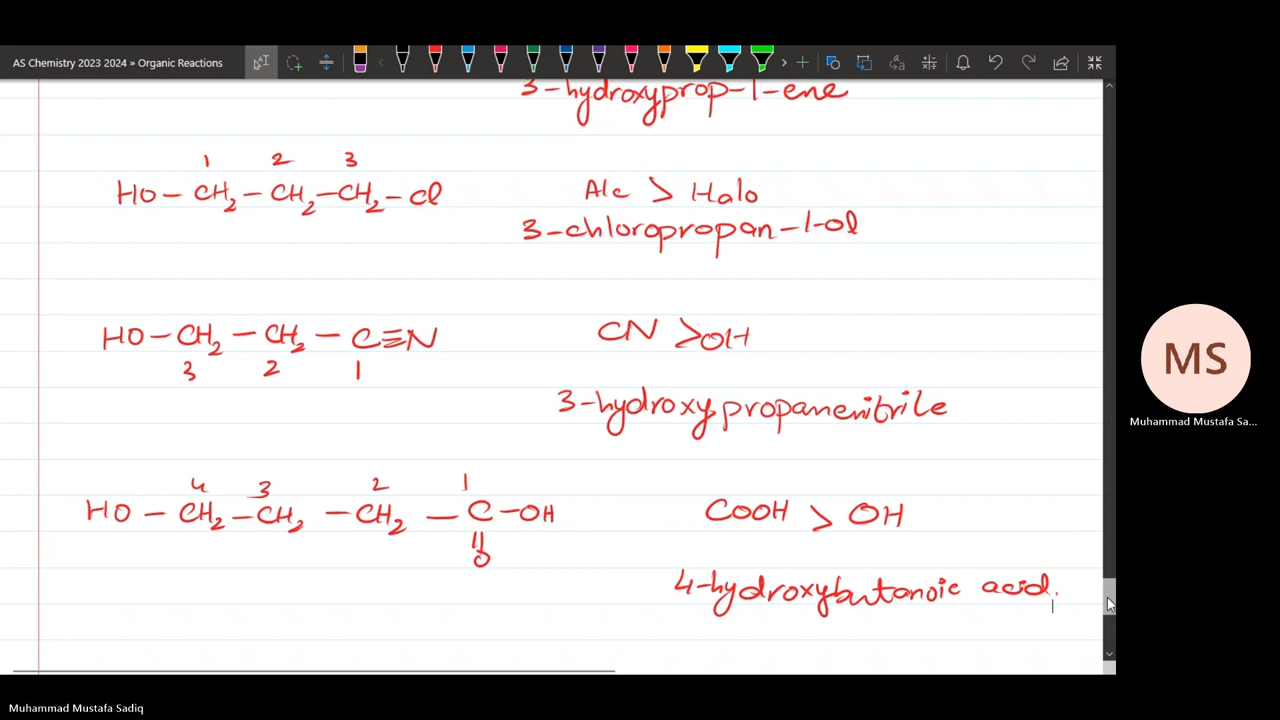 AS Chemistry 2023 2024 » Organic Reactions
3-hydroxyprop-1-ene
1 2 3
HO – CH₂ – CH₂ – CH₂ – Cl
Alc > Halo
3-chloropropan-1-ol
HO – CH₂ – CH₂ – C≡N
3 2 1
CN > OH
3-hydroxypropanenitrile
MS
Muhammad Mustafa Sa...
4 3 2 1
HO – CH₂ – CH₂ – CH₂ – C – OH
||
O
COOH > OH
4-hydroxybutanoic acid.
Muhammad Mustafa Sadiq